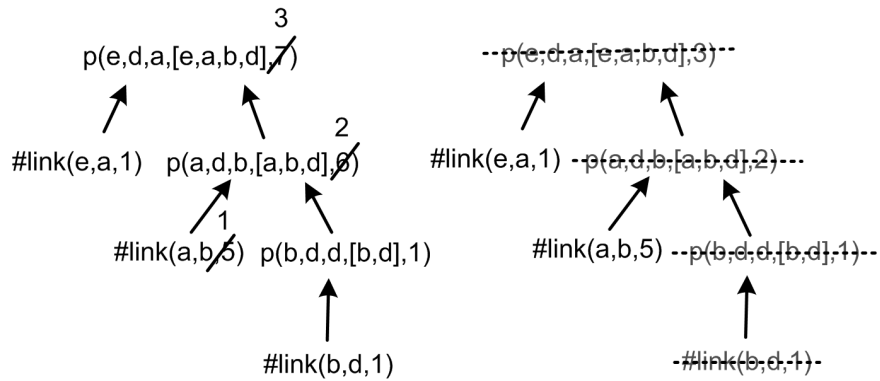 3
p(e,d,a,[e,a,b,d],7) p(e,d,a,[e,a,b,d],3)
2
#link(e,a,1) p(a,d,b,[a,b,d],6) #link(e,a,1) p(a,d,b,[a,b,d],2)
1
#link(a,b,5) p(b,d,d,[b,d],1) #link(a,b,5) p(b,d,d,[b,d],1)
#link(b,d,1) #link(b,d,1)